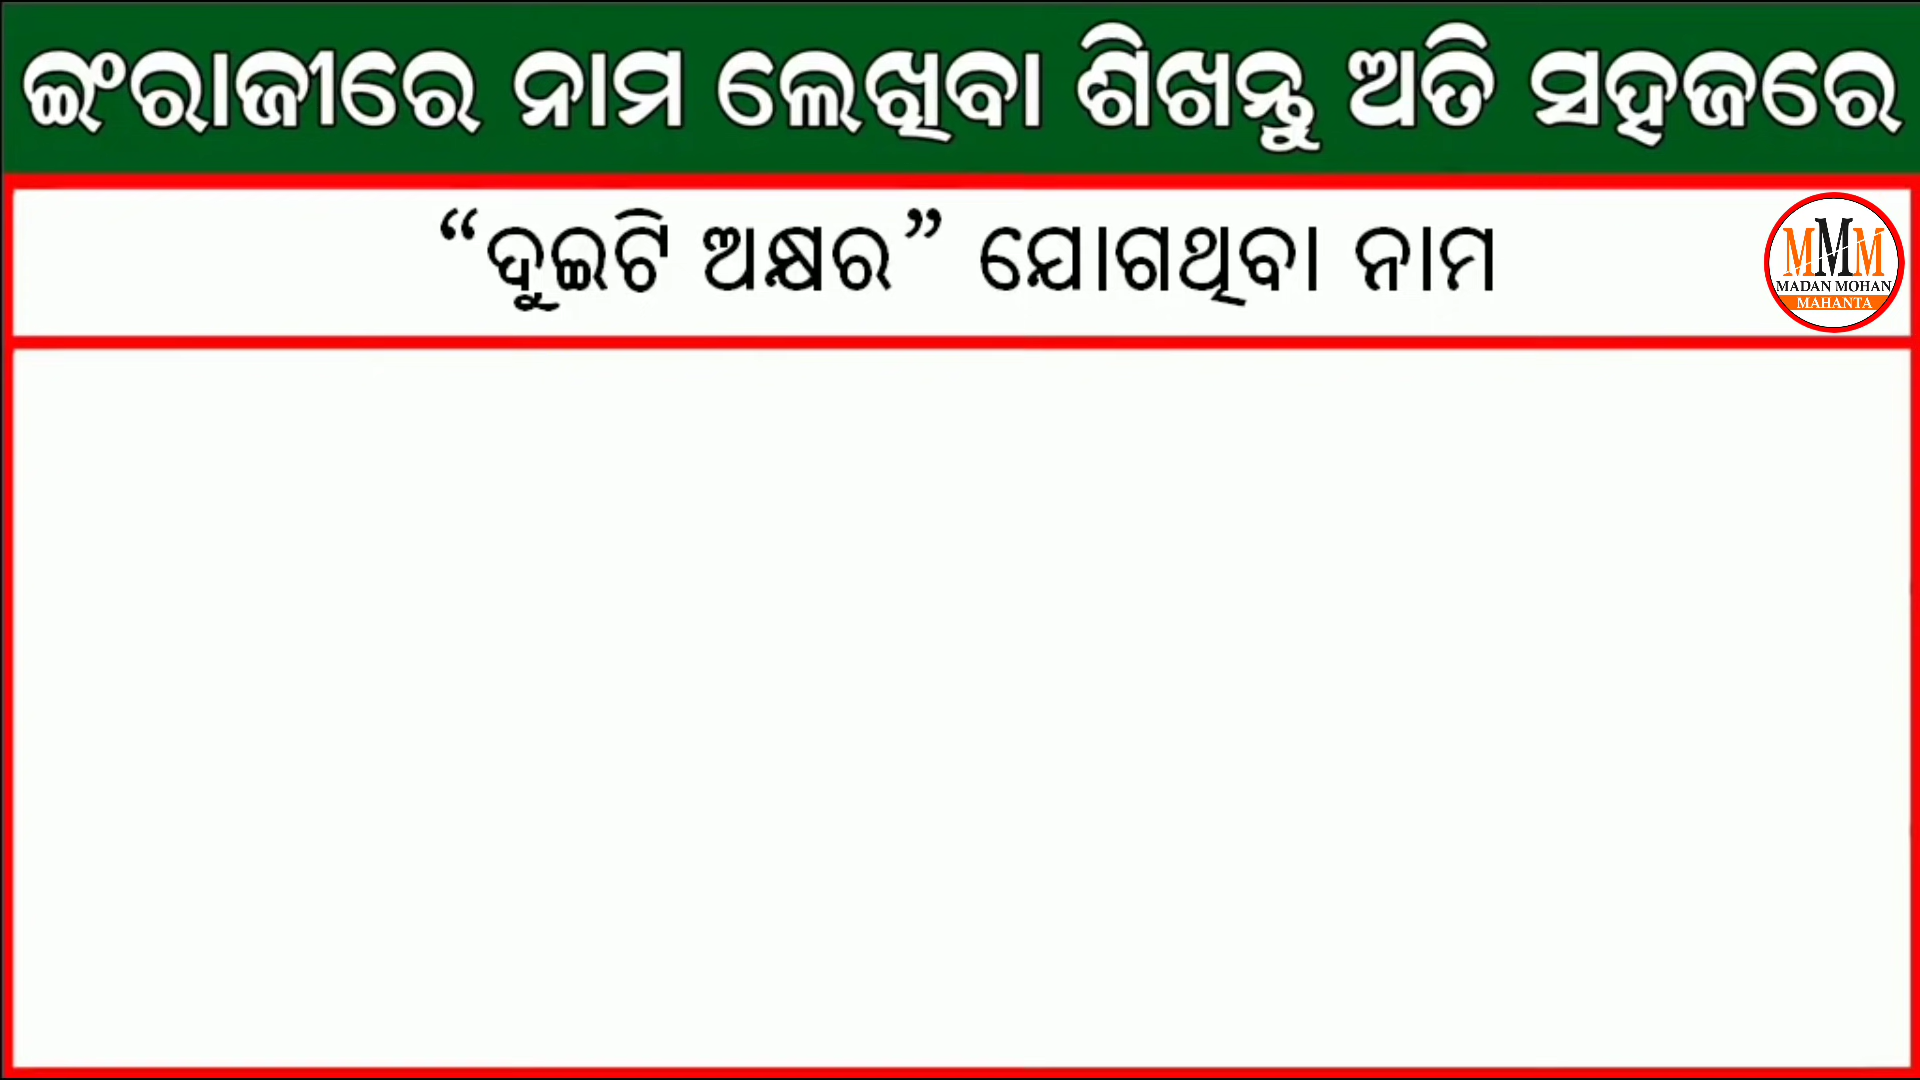 ଇଂରାଜୀରେ ନାମ ଲେଖିବା ଶିଖନ୍ତୁ ଅତି ସହଜରେ
“ଦୁଇଟି ଅକ୍ଷର” ଯୋଗଥିବା ନାମ
MMM
MADAN MOHAN
MAHANTA